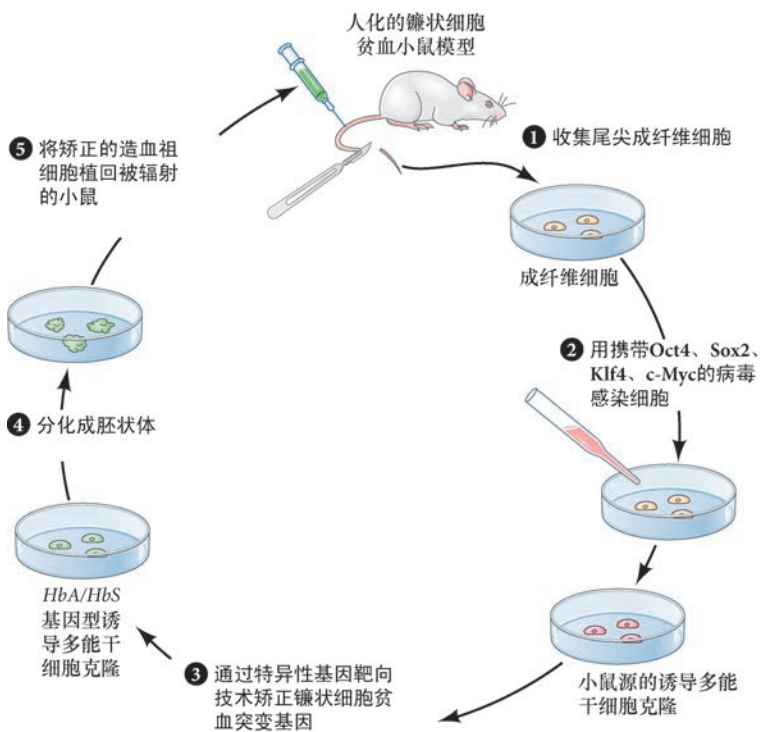 人化的镰状细胞
贫血小鼠模型
❶ 收集尾尖成纤维细胞
成纤维细胞
❷ 用携带Oct4、Sox2、
Klf4、c-Myc的病毒
感染细胞
小鼠源的诱导多能
干细胞克隆
❸ 通过特异性基因靶向
技术矫正镰状细胞贫
血突变基因
HbA/HbS
基因型诱
导多能干
细胞克隆
❹ 分化成胚状体
❺ 将矫正的造血祖
细胞植回被辐射
的小鼠